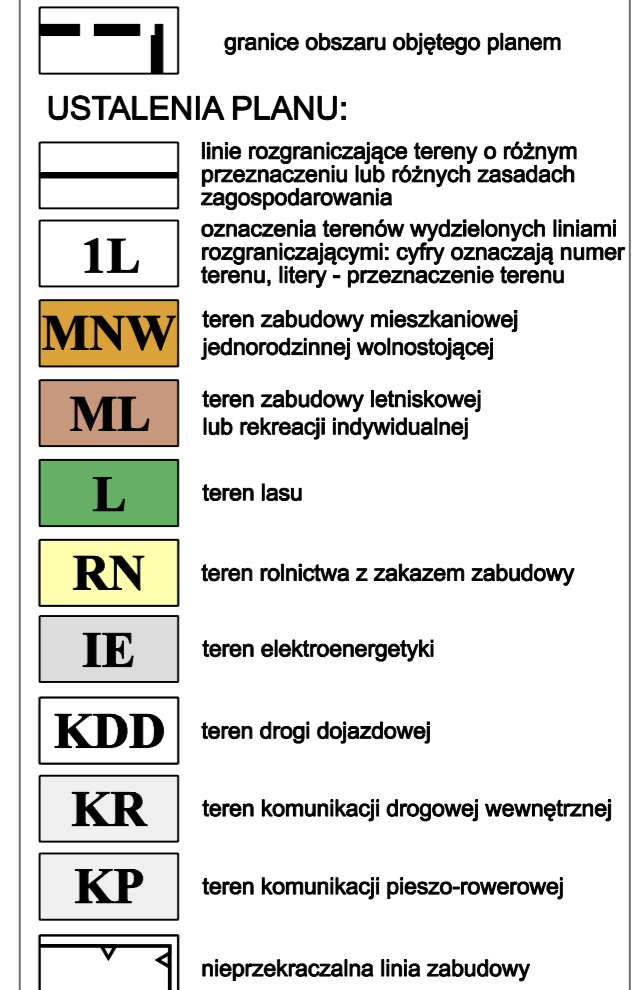 granice obszaru objętego planem
USTALENIA PLANU:
linie rozgraniczające tereny o różnym
przeznaczeniu lub różnych zasadach
zagospodarowania
1L
oznaczenia terenów wydzielonych liniami
rozgraniczającymi: cyfry oznaczają numer
terenu, litery - przeznaczenie terenu
MNW
teren zabudowy mieszkaniowej
jednorodzinnej wolnostojącej
ML
teren zabudowy letniskowej
lub rekreacji indywidualnej
L
teren lasu
RN
teren rolnictwa z zakazem zabudowy
IE
teren elektroenergetyki
KDD
teren drogi dojazdowej
KR
teren komunikacji drogowej wewnętrznej
KP
teren komunikacji pieszo-rowerowej
nieprzekraczalna linia zabudowy